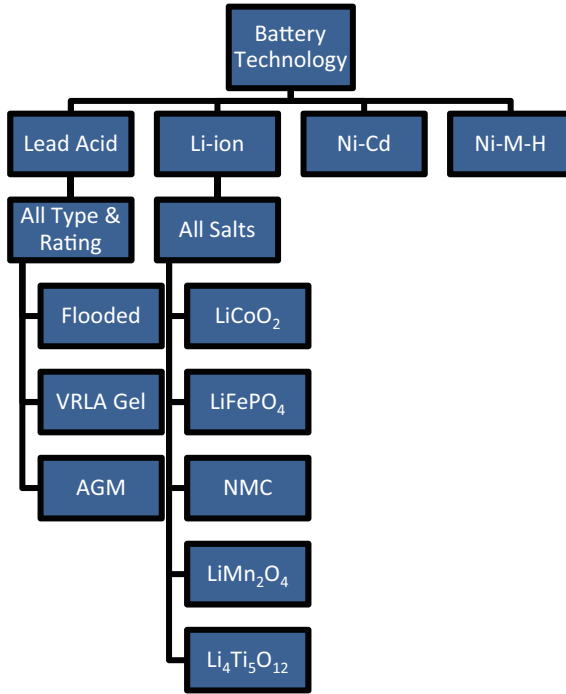 Battery
Technology
Lead Acid
Li-ion
Ni-Cd
Ni-M-H
All Type &
Rating
All Salts
Flooded
LiCoO₂
VRLA Gel
LiFePO₄
AGM
NMC
LiMn₂O₄
Li₄Ti₅O₁₂